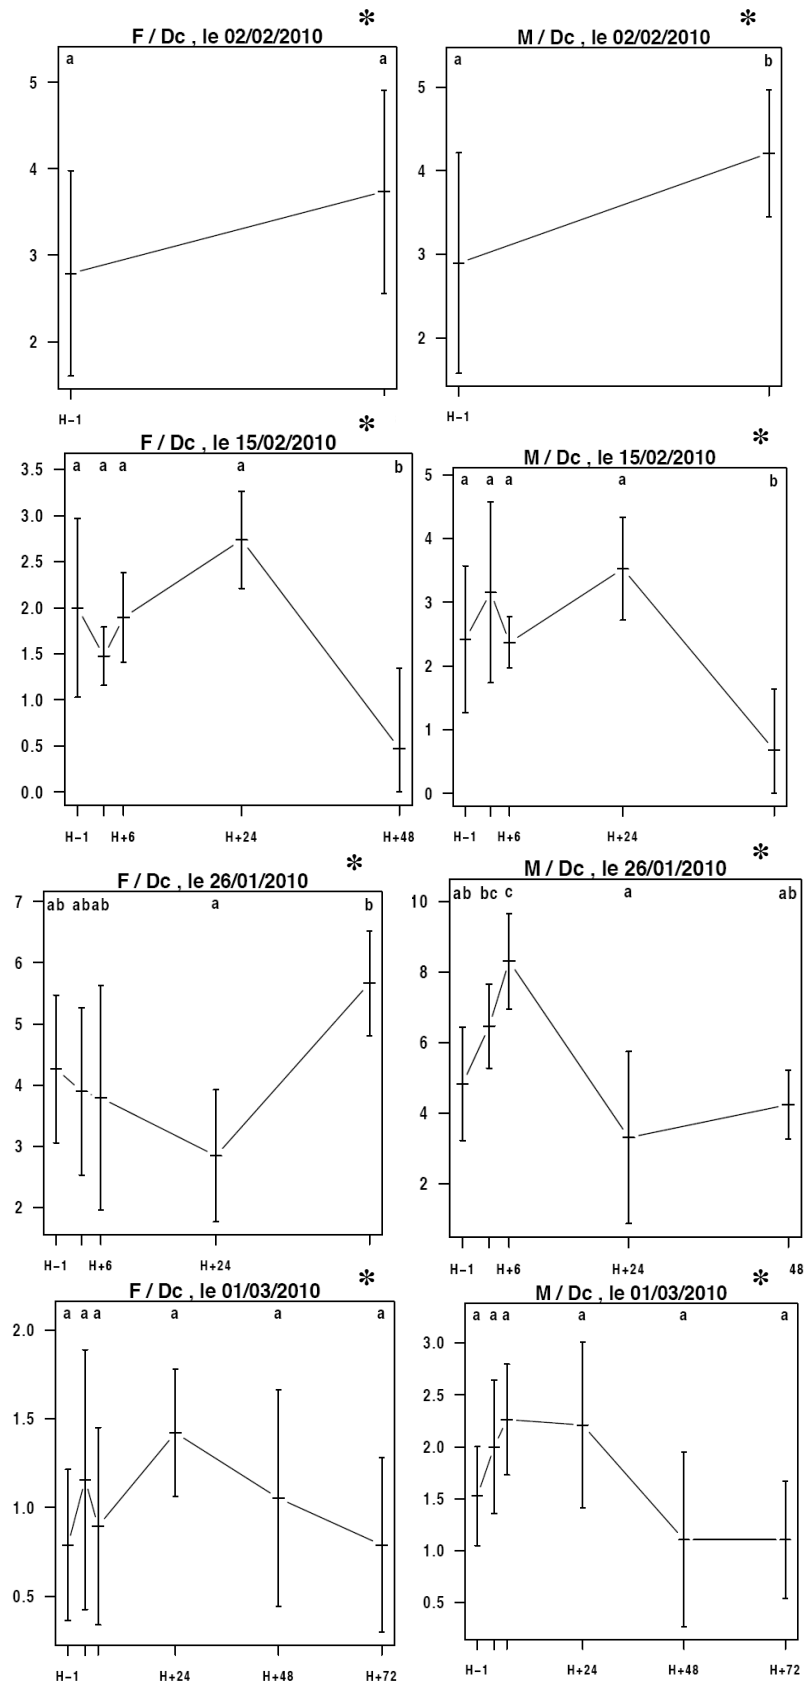 F / Dc , le 02/02/2010 *
a a
5
4
3
2
H−1
M / Dc , le 02/02/2010 *
a b
5
4
3
2
H−1
F / Dc , le 15/02/2010 *
a a a a b
3.5
3.0
2.5
2.0
1.5
1.0
0.5
0.0
H−1 H+6 H+24 H+48
M / Dc , le 15/02/2010 *
a a a a b
5
4
3
2
1
0
H−1 H+6 H+24
F / Dc , le 26/01/2010 *
ab ab ab a b
7
6
5
4
3
2
H−1 H+6 H+24
M / Dc , le 26/01/2010 *
ab bc c a ab
10
8
6
4
2
H−1 H+6 H+24 48
F / Dc , le 01/03/2010 *
a a a a a a
2.0
1.5
1.0
0.5
H−1 H+24 H+48 H+72
M / Dc , le 01/03/2010 *
a a a a a a
3.0
2.5
2.0
1.5
1.0
0.5
H−1 H+24 H+48 H+72